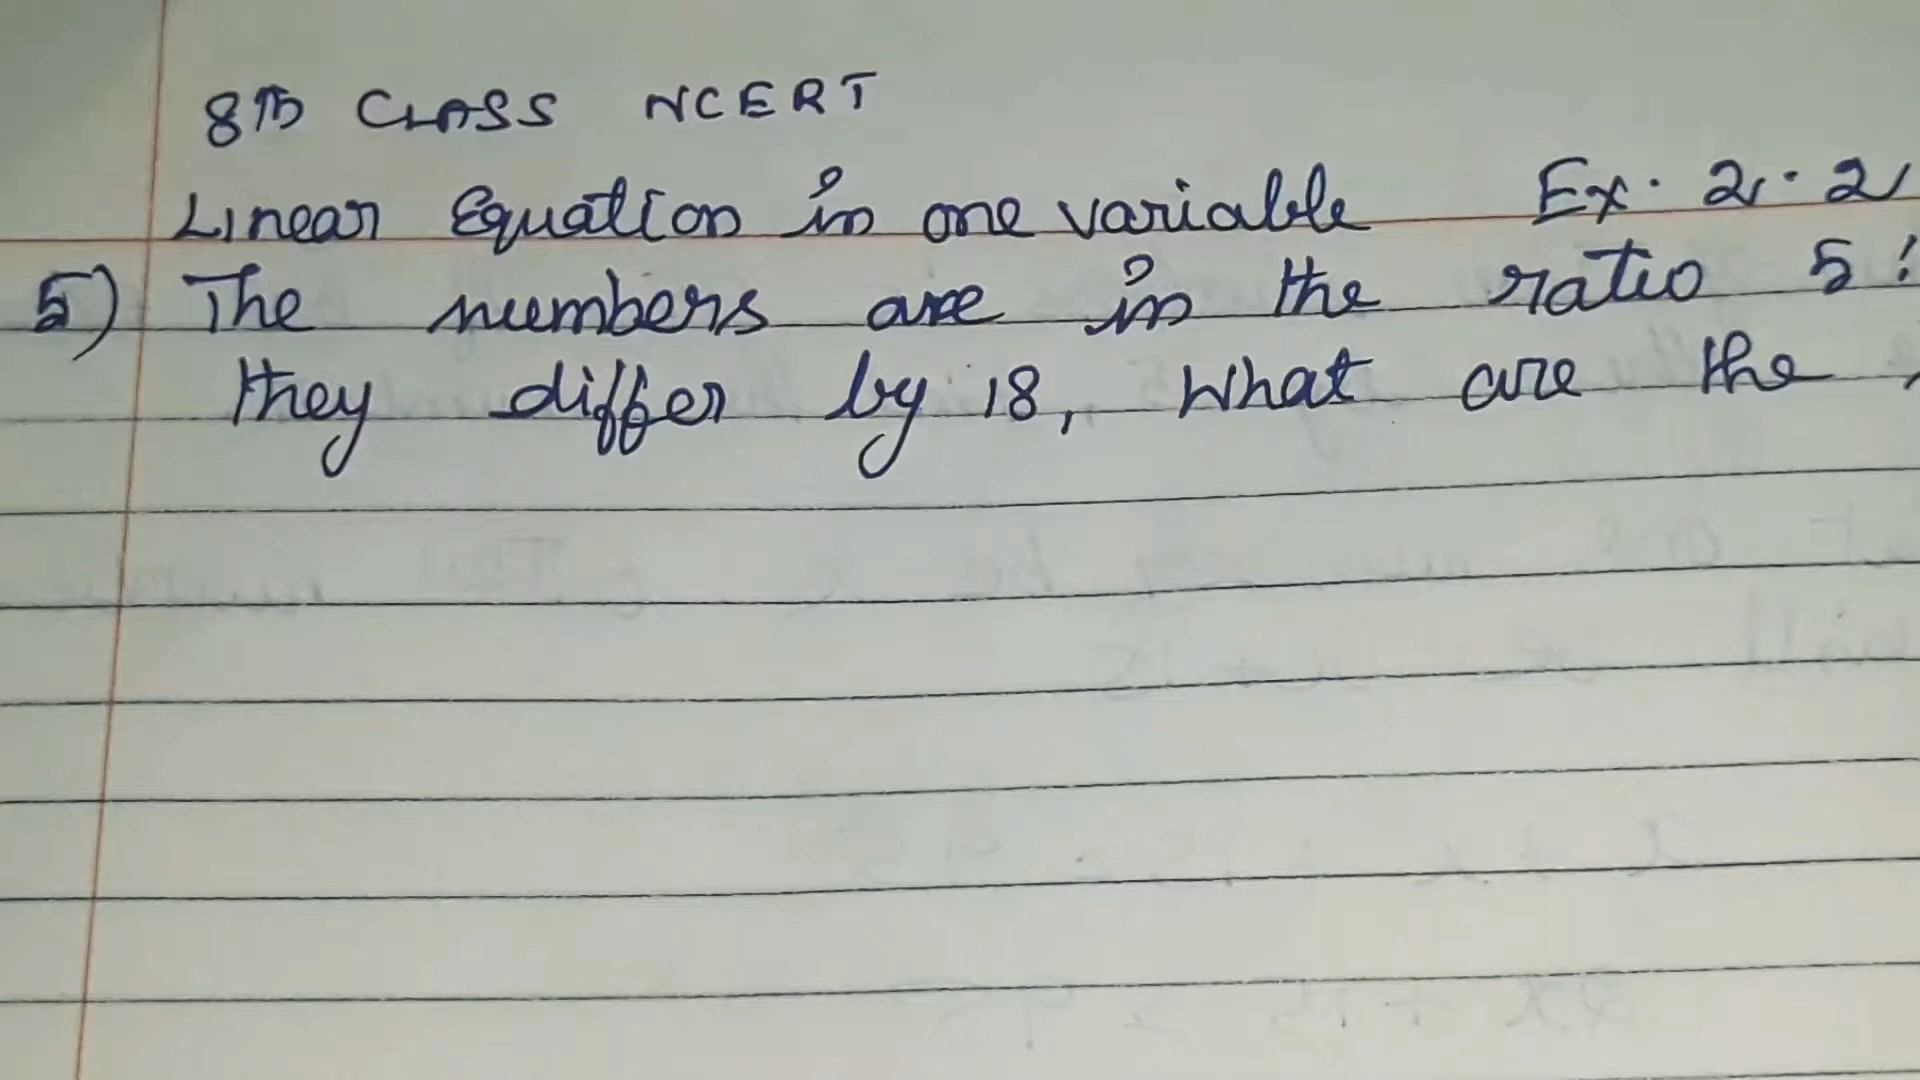 8th CLASS NCERT
Linear Equation in one variable Ex. 2.2
5) The numbers are in the ratio 5:
they differ by 18, What are the